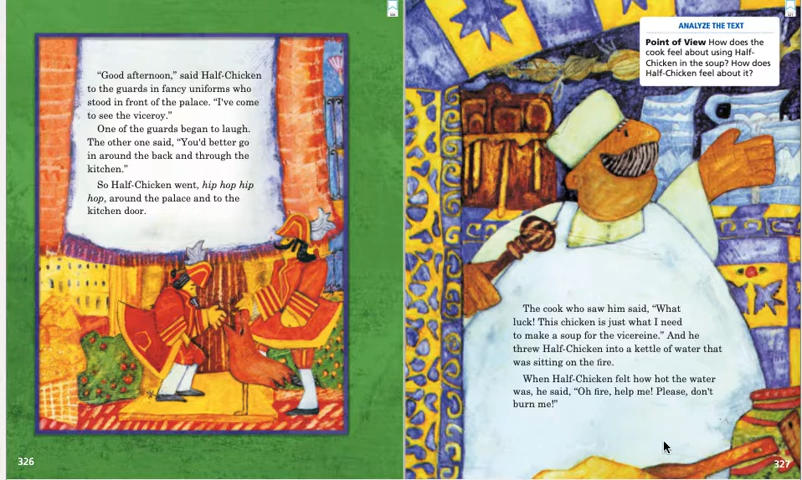 “Good afternoon,” said Half-Chicken
to the guards in fancy uniforms who
stood in front of the palace. “I've come
to see the viceroy.”
One of the guards began to laugh.
The other one said, “You'd better go
in around the back and through the
kitchen.”
So Half-Chicken went, hip hop hip
hop, around the palace and to the
kitchen door.
326
ANALYZE THE TEXT
Point of View How does the
cook feel about using Half-
Chicken in the soup? How does
Half-Chicken feel about it?
The cook who saw him said, “What
luck! This chicken is just what I need
to make a soup for the vicereine.” And he
threw Half-Chicken into a kettle of water that
was sitting on the fire.
When Half-Chicken felt how hot the water
was, he said, “Oh fire, help me! Please, don't
burn me!”
327